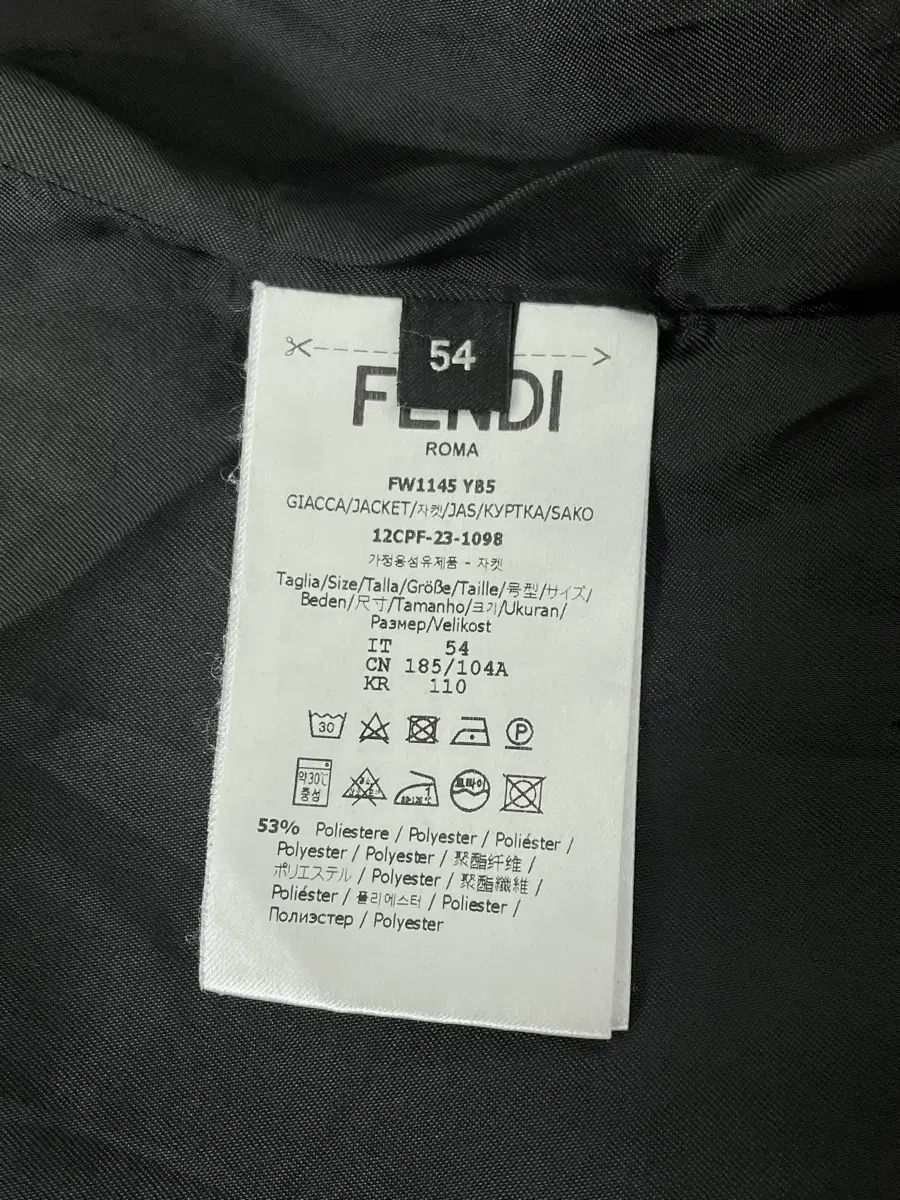 54
FENDI
ROMA
FW1145 YB5
GIACCA/JACKET/자켓/JAS/КУРТКА/SAKO
12CPF-23-1098
가정용섬유제품 - 자켓
Taglia/Size/Talla/Größe/Taille/号型/サイズ/
Beden/尺寸/Tamanho/크기/Ukuran/
Размер/Velikost
IT 54
CN 185/104A
KR 110
30 P
약30℃ 중성 1 드라이
53% Poliestere / Polyester / Poliéster /
Polyester / Polyester / 聚酯纤维 /
ポリエステル / Polyester / 聚酯纖維 /
Poliéster / 폴리에스터 / Poliester /
Полиэстер / Polyester